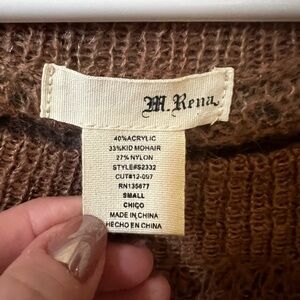 M. Rena
40%ACRYLIC
33%KID MOHAIR
27%NYLON
STYLE#S2332
CUT#12-097
RN135677
SMALL
CHICO
MADE IN CHINA
HECHO EN CHINA